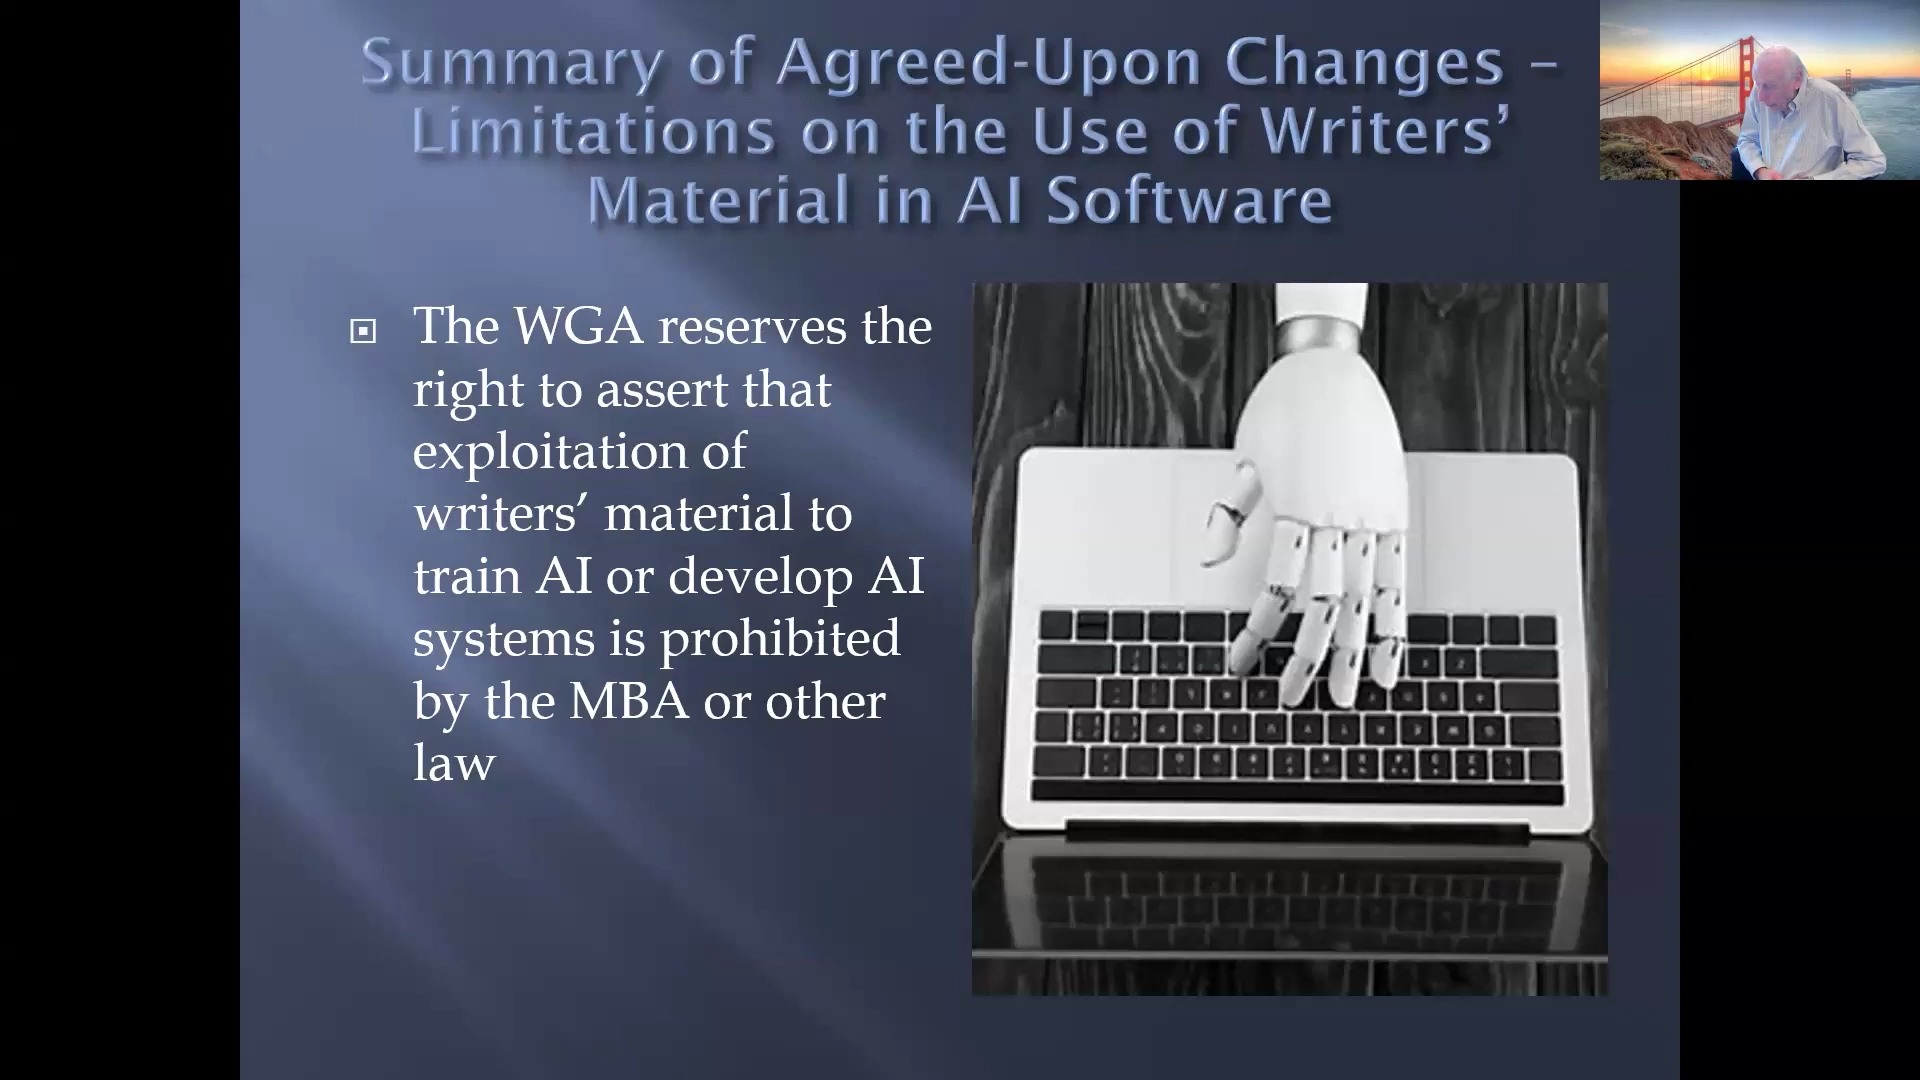 Summary of Agreed-Upon Changes –
Limitations on the Use of Writers’
Material in AI Software
The WGA reserves the
right to assert that
exploitation of
writers’ material to
train AI or develop AI
systems is prohibited
by the MBA or other
law